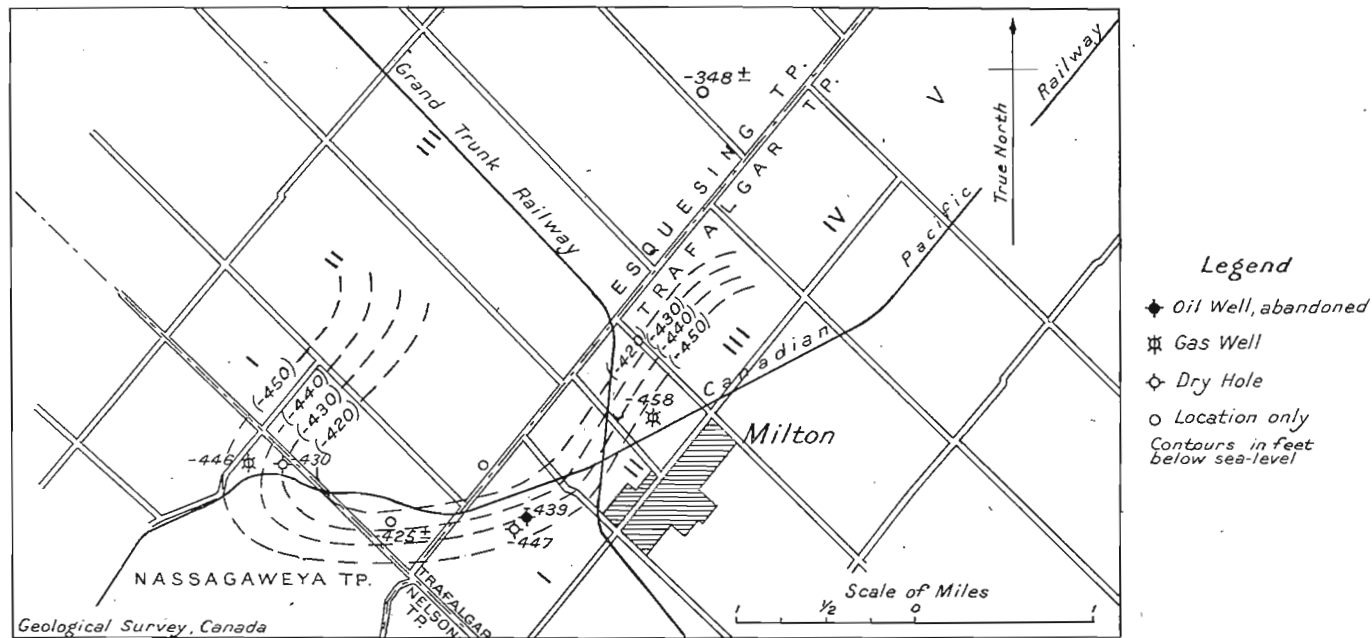 -348±
Grand Trunk Railway
III
ESQUESING TP.
TRAFALGAR TP.
V
IV
True North
Railway
Canadian Pacific
II
I
(-450)
(-440)
(-430)
(-420)
(-420)
(-430)
(-440)
(-450)
III
-458
Milton
II
-446
-430
-425±
-439
-447
I
NASSAGAWEYA TP.
TRAFALGAR
NELSON TP.
Scale of Miles
1 1/2 0 1
Geological Survey, Canada
Legend
Oil Well, abandoned
Gas Well
Dry Hole
Location only
Contours in feet
below sea-level